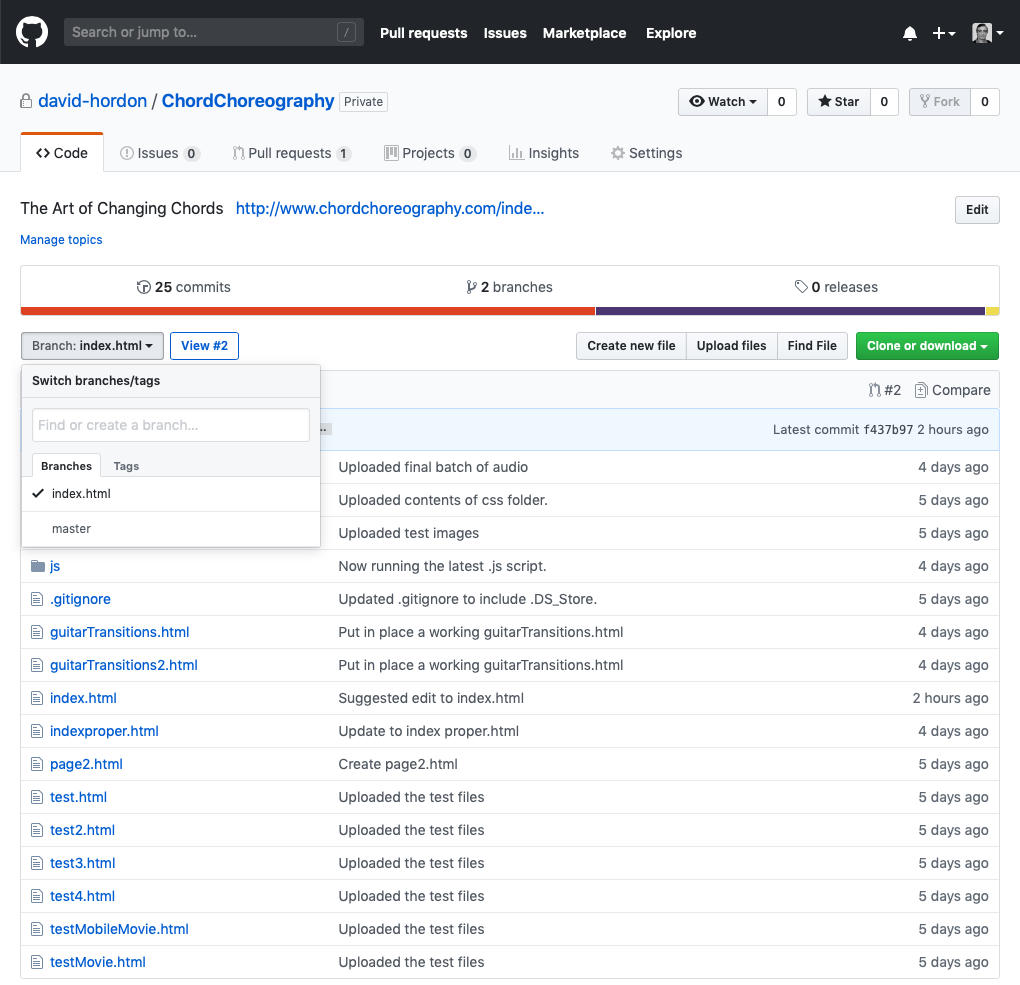 Search or jump to... / Pull requests Issues Marketplace Explore
david-hordon / ChordChoreography Private Watch 0 Star 0 Fork 0
Code Issues 0 Pull requests 1 Projects 0 Insights Settings
The Art of Changing Chords http://www.chordchoreography.com/inde... Edit
Manage topics
25 commits 2 branches 0 releases
Branch: index.html View #2 Create new file Upload files Find File Clone or download
Switch branches/tags
#2 Compare
Find or create a branch...
Latest commit f437b97 2 hours ago
Branches Tags
index.html
master
Uploaded final batch of audio 4 days ago
Uploaded contents of css folder. 5 days ago
Uploaded test images 5 days ago
js Now running the latest .js script. 4 days ago
.gitignore Updated .gitignore to include .DS_Store. 5 days ago
guitarTransitions.html Put in place a working guitarTransitions.html 4 days ago
guitarTransitions2.html Put in place a working guitarTransitions.html 4 days ago
index.html Suggested edit to index.html 2 hours ago
indexproper.html Update to index proper.html 4 days ago
page2.html Create page2.html 5 days ago
test.html Uploaded the test files 5 days ago
test2.html Uploaded the test files 5 days ago
test3.html Uploaded the test files 5 days ago
test4.html Uploaded the test files 5 days ago
testMobileMovie.html Uploaded the test files 5 days ago
testMovie.html Uploaded the test files 5 days ago